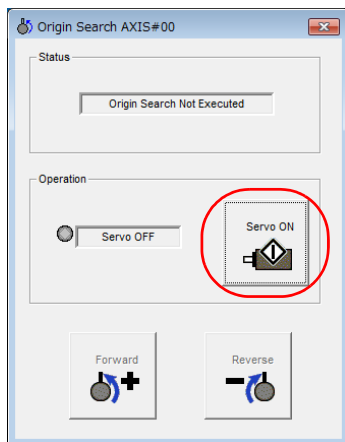 Origin Search AXIS#00
Status
Origin Search Not Executed
Operation
Servo OFF
Servo ON
Forward
Reverse